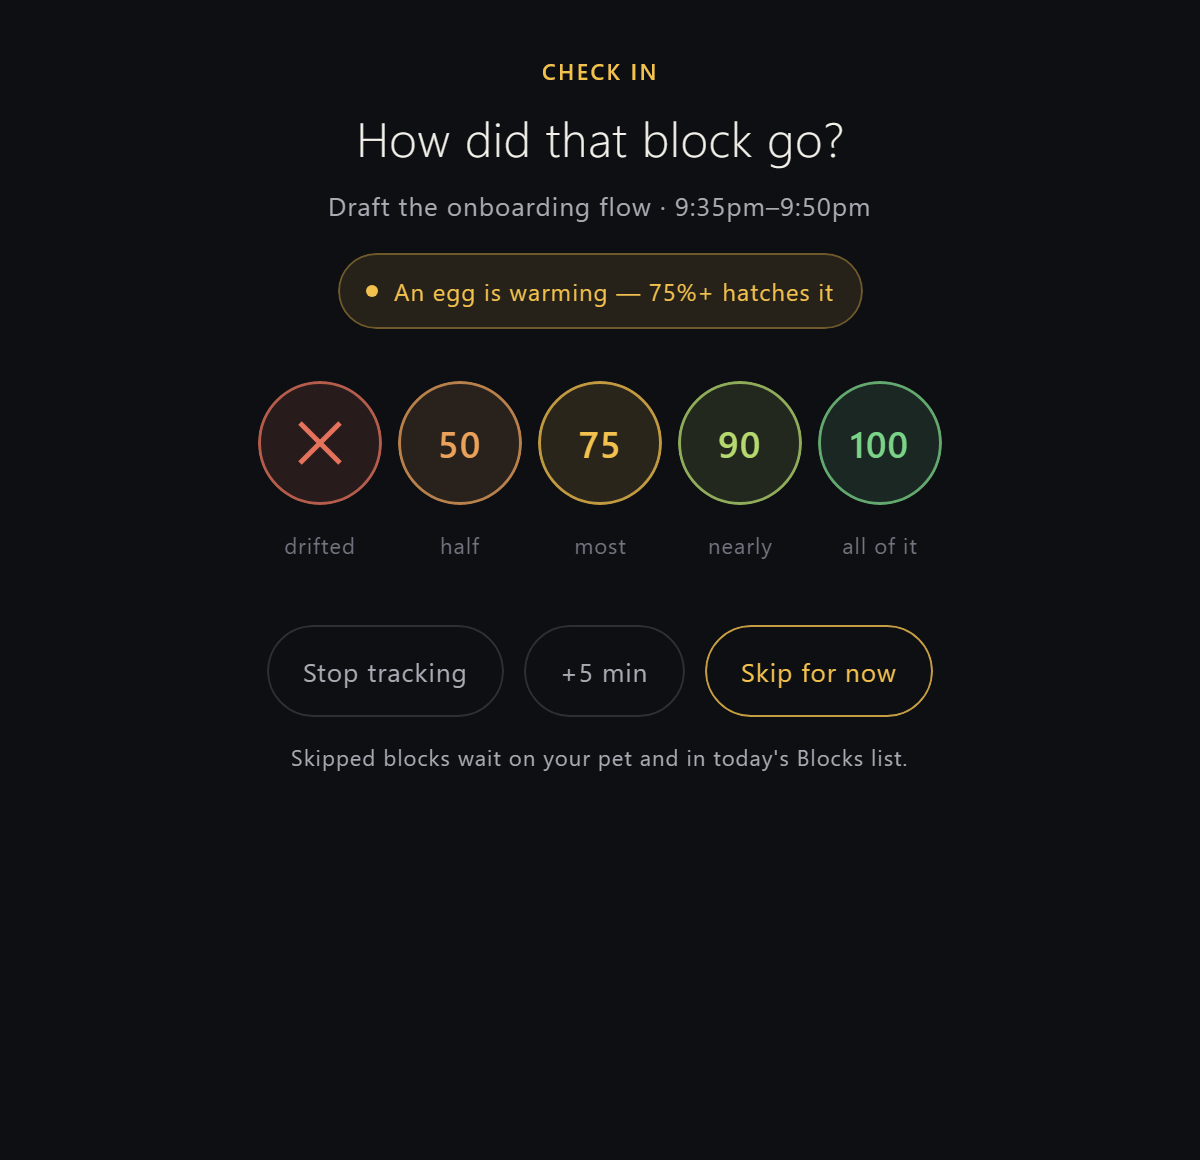 CHECK IN
How did that block go?
Draft the onboarding flow · 9:35pm–9:50pm
An egg is warming — 75%+ hatches it
50 75 90 100
drifted half most nearly all of it
Stop tracking +5 min Skip for now
Skipped blocks wait on your pet and in today's Blocks list.